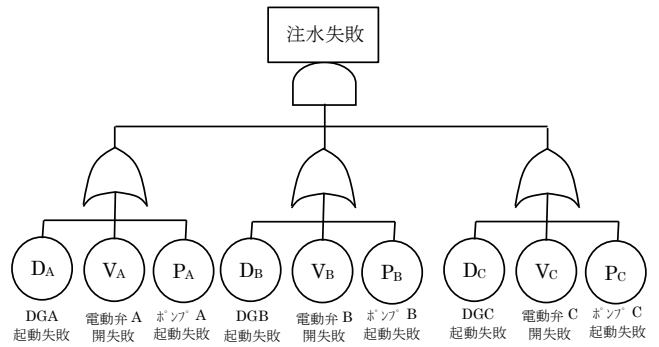 注水失敗
DA VA PA DB VB PB DC VC PC
DGA 電動弁 A ﾎﾟﾝﾌﾟ A DGB 電動弁 B ﾎﾟﾝﾌﾟ B DGC 電動弁 C ﾎﾟﾝﾌﾟ C
起動失敗 開失敗 起動失敗 起動失敗 開失敗 起動失敗 起動失敗 開失敗 起動失敗